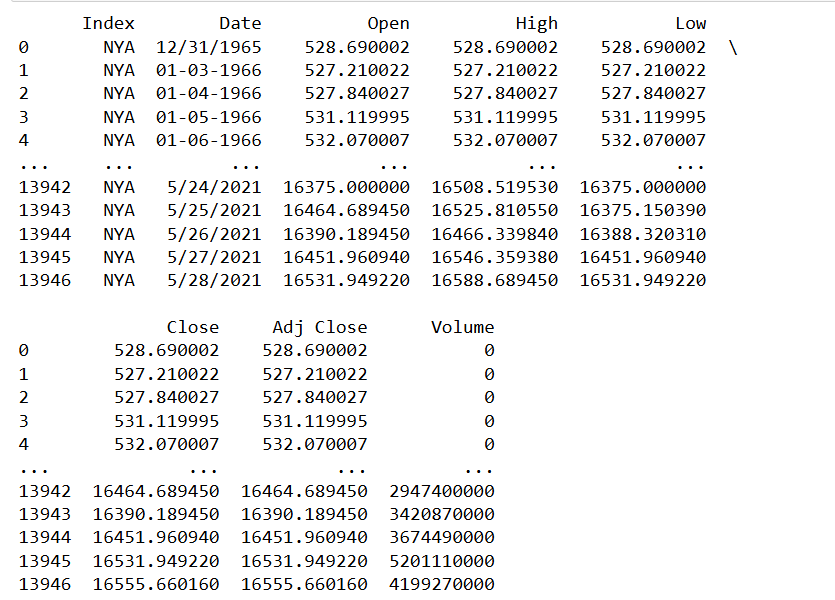 Index Date Open High Low \
0 NYA 12/31/1965 528.690002 528.690002 528.690002
1 NYA 01-03-1966 527.210022 527.210022 527.210022
2 NYA 01-04-1966 527.840027 527.840027 527.840027
3 NYA 01-05-1966 531.119995 531.119995 531.119995
4 NYA 01-06-1966 532.070007 532.070007 532.070007
... ... ... ... ... ...
13942 NYA 5/24/2021 16375.000000 16508.519530 16375.000000
13943 NYA 5/25/2021 16464.689450 16525.810550 16375.150390
13944 NYA 5/26/2021 16390.189450 16466.339840 16388.320310
13945 NYA 5/27/2021 16451.960940 16546.359380 16451.960940
13946 NYA 5/28/2021 16531.949220 16588.689450 16531.949220
Close Adj Close Volume
0 528.690002 528.690002 0
1 527.210022 527.210022 0
2 527.840027 527.840027 0
3 531.119995 531.119995 0
4 532.070007 532.070007 0
... ... ... ...
13942 16464.689450 16464.689450 2947400000
13943 16390.189450 16390.189450 3420870000
13944 16451.960940 16451.960940 3674490000
13945 16531.949220 16531.949220 5201110000
13946 16555.660160 16555.660160 4199270000